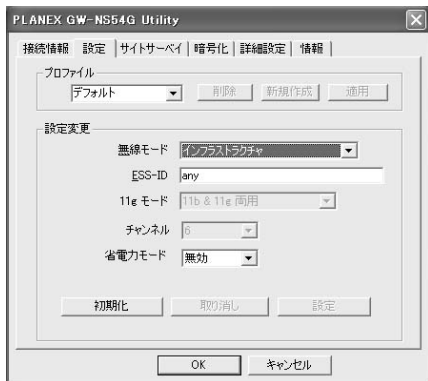 PLANEX GW-NS54G Utility
接続情報 設定 サイトサーベイ 暗号化 詳細設定 情報
プロファイル
デフォルト 削除 新規作成 適用
設定変更
無線モード インフラストラクチャ
ESS-ID any
11g モード 11b & 11g 両用
チャンネル 6
省電力モード 無効
初期化 取り消し 設定
OK キャンセル